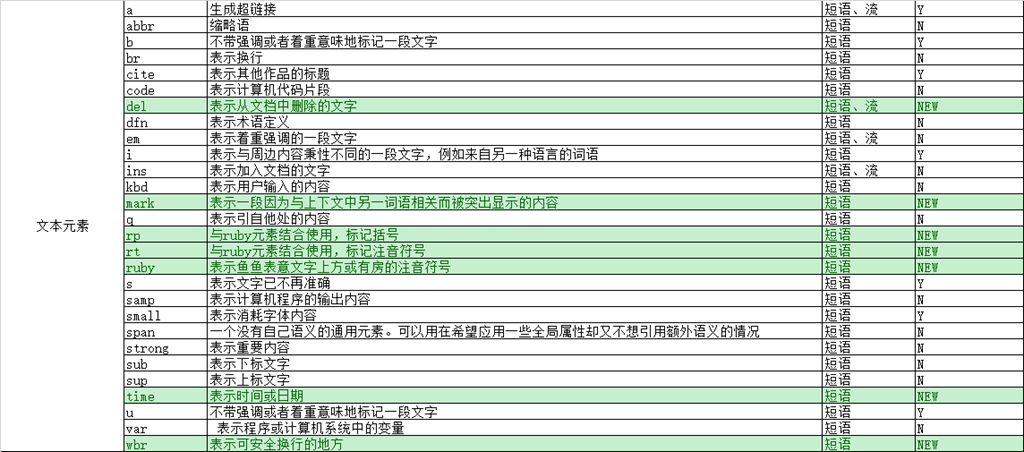 a 生成超链接 短语、流 Y
abbr 缩略语 短语 N
b 不带强调或者着重意味地标记一段文字 短语 Y
br 表示换行 短语 N
cite 表示其他作品的标题 短语 Y
code 表示计算机代码片段 短语 N
del 表示从文档中删除的文字 短语、流 NEW
dfn 表示术语定义 短语 N
em 表示着重强调的一段文字 短语、流 N
i 表示与周边内容秉性不同的一段文字，例如来自另一种语言的词语 短语 Y
ins 表示加入文档的文字 短语、流 N
kbd 表示用户输入的内容 短语 N
mark 表示一段因为与上下文中另一词语相关而被突出显示的内容 短语 NEW
q 表示引自他处的内容 短语 N
文本元素
rp 与ruby元素结合使用，标记括号 短语 NEW
rt 与ruby元素结合使用，标记注音符号 短语 NEW
ruby 表示鱼鱼表意文字上方或有房的注音符号 短语 NEW
s 表示文字已不再准确 短语 Y
samp 表示计算机程序的输出内容 短语 N
small 表示消耗字体内容 短语 Y
span 一个没有自己语义的通用元素。可以用在希望应用一些全局属性却又不想引用额外语义的情况 短语 N
strong 表示重要内容 短语 N
sub 表示下标文字 短语 N
sup 表示上标文字 短语 N
time 表示时间或日期 短语 NEW
u 不带强调或者着重意味地标记一段文字 短语 Y
var 表示程序或计算机系统中的变量 短语 N
wbr 表示可安全换行的地方 短语 NEW